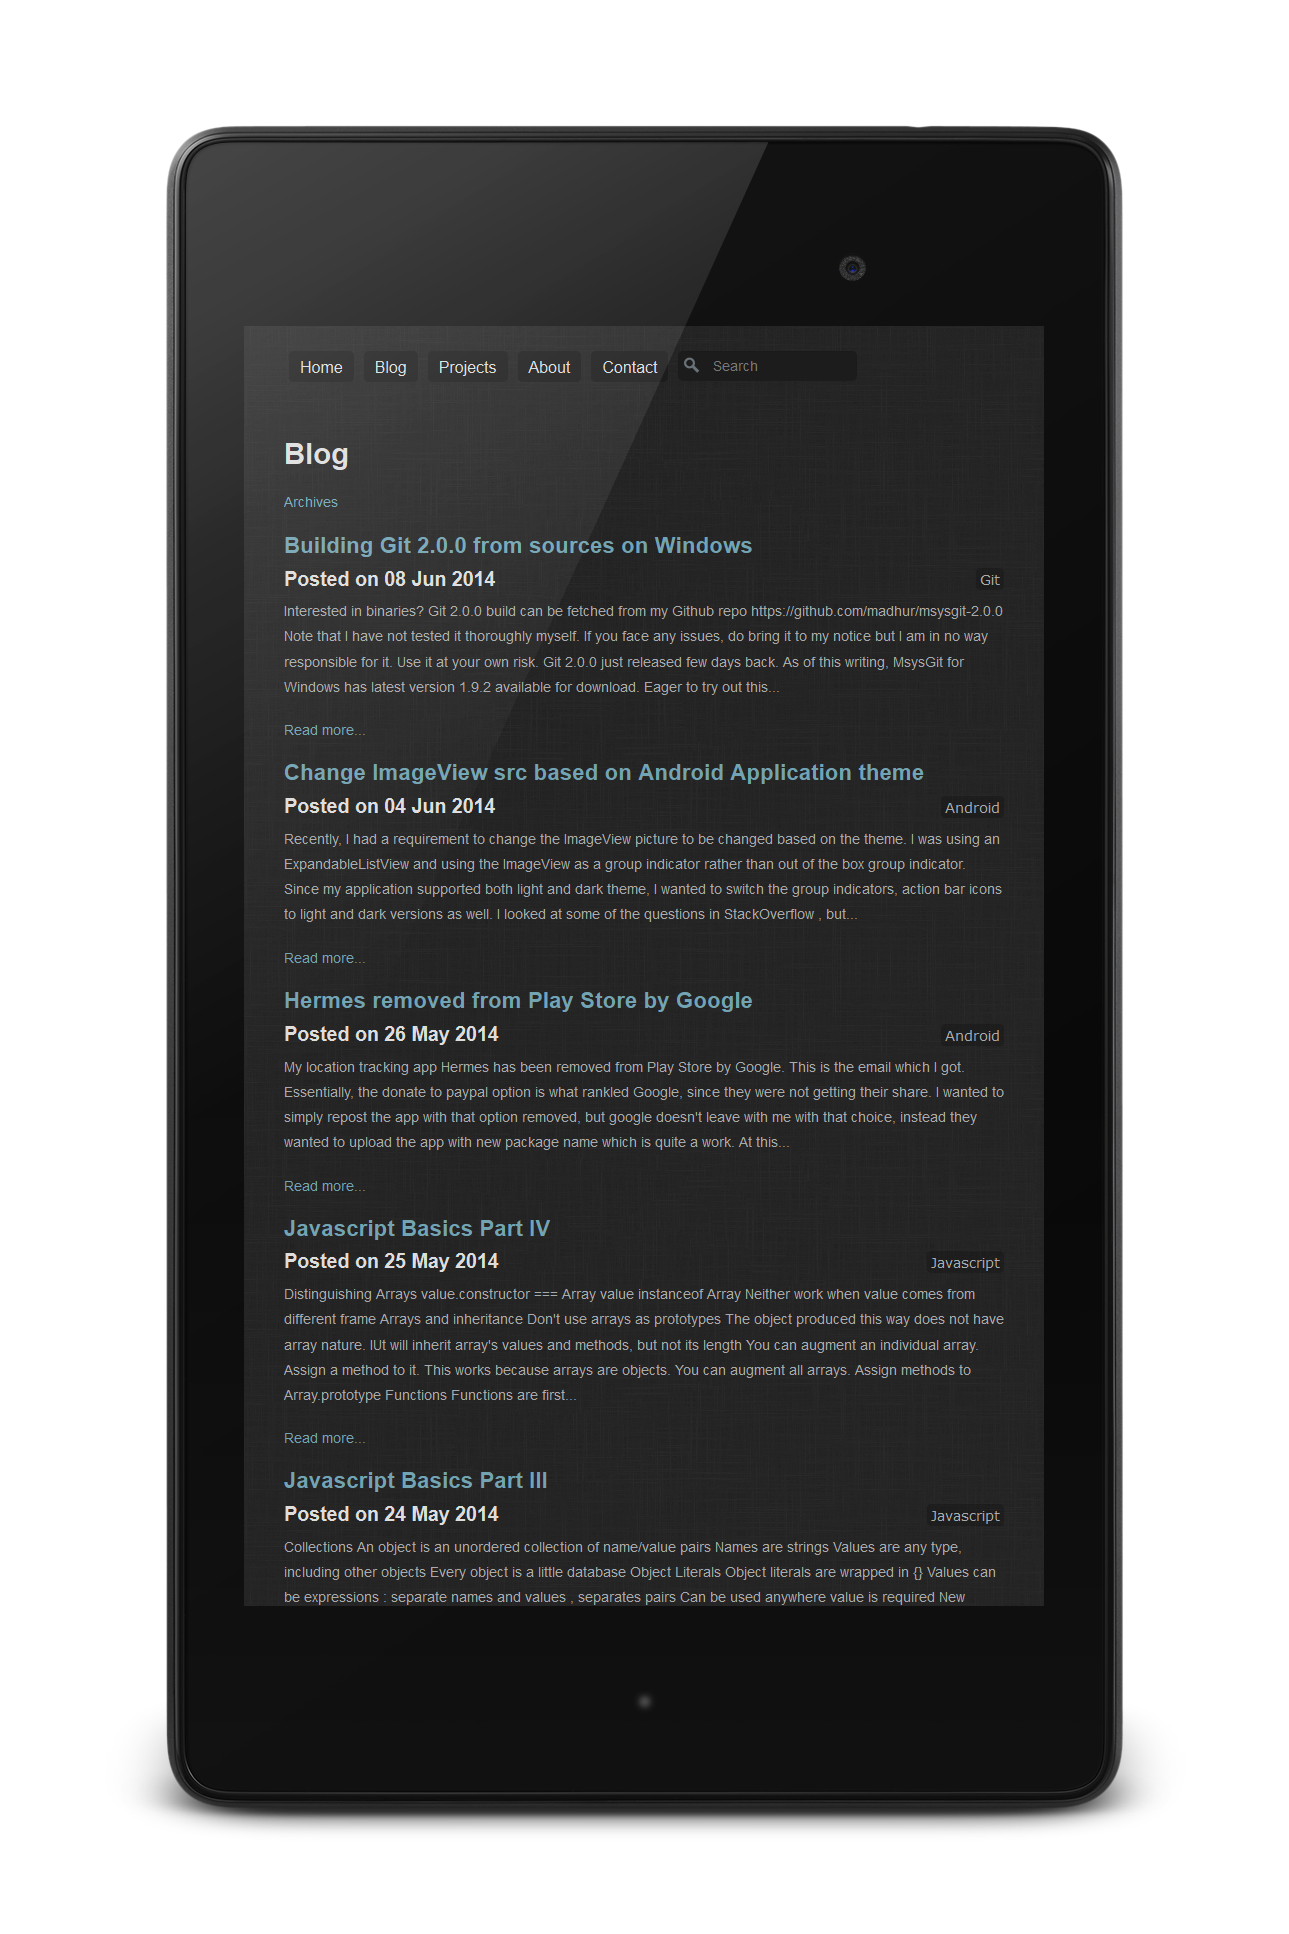 Home Blog Projects About Contact Search
Blog
Archives
Building Git 2.0.0 from sources on Windows
Posted on 08 Jun 2014 Git
Interested in binaries? Git 2.0.0 build can be fetched from my Github repo https://github.com/madhur/msysgit-2.0.0
Note that I have not tested it thoroughly myself. If you face any issues, do bring it to my notice but I am in no way
responsible for it. Use it at your own risk. Git 2.0.0 just released few days back. As of this writing, MsysGit for
Windows has latest version 1.9.2 available for download. Eager to try out this...
Read more...
Change ImageView src based on Android Application theme
Posted on 04 Jun 2014 Android
Recently, I had a requirement to change the ImageView picture to be changed based on the theme. I was using an
ExpandableListView and using the ImageView as a group indicator rather than out of the box group indicator.
Since my application supported both light and dark theme, I wanted to switch the group indicators, action bar icons
to light and dark versions as well. I looked at some of the questions in StackOverflow , but...
Read more...
Hermes removed from Play Store by Google
Posted on 26 May 2014 Android
My location tracking app Hermes has been removed from Play Store by Google. This is the email which I got.
Essentially, the donate to paypal option is what rankled Google, since they were not getting their share. I wanted to
simply repost the app with that option removed, but google doesn't leave with me with that choice, instead they
wanted to upload the app with new package name which is quite a work. At this...
Read more...
Javascript Basics Part IV
Posted on 25 May 2014 Javascript
Distinguishing Arrays value.constructor === Array value instanceof Array Neither work when value comes from
different frame Arrays and inheritance Don't use arrays as prototypes The object produced this way does not have
array nature. IUt will inherit array's values and methods, but not its length You can augment an individual array.
Assign a method to it. This works because arrays are objects. You can augment all arrays. Assign methods to
Array.prototype Functions Functions are first...
Read more...
Javascript Basics Part III
Posted on 24 May 2014 Javascript
Collections An object is an unordered collection of name/value pairs Names are strings Values are any type,
including other objects Every object is a little database Object Literals Object literals are wrapped in {} Values can
be expressions : separate names and values , separates pairs Can be used anywhere value is required New